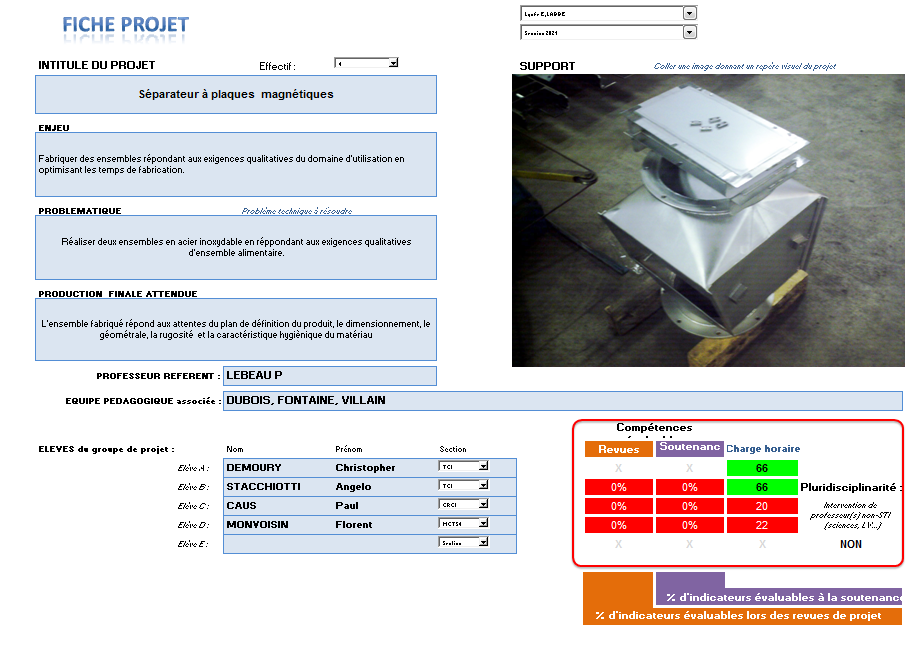 FICHE PROJET
Lycée E.LABBE
Session 2021
INTITULE DU PROJET
Effectif :
4
SUPPORT
Coller une image donnant un repère visuel du projet
Séparateur à plaques magnétiques
ENJEU
Fabriquer des ensembles répondant aux exigences qualitatives du domaine d'utilisation en
optimisant les temps de fabrication.
PROBLEMATIQUE
Problème technique à résoudre
Réaliser deux ensembles en acier inoxydable en réppondant aux exigences qualitatives
d'ensemble alimentaire.
PRODUCTION FINALE ATTENDUE
L'ensemble fabriqué répond aux attentes du plan de définition du produit, le dimensionnement, le
géométrale, la rugosité et la caractéristique hygiènique du matériau
PROFESSEUR REFERENT : LEBEAU P
EQUIPE PEDAGOGIQUE associée : DUBOIS, FONTAINE, VILLAIN
ELEVES du groupe de projet :
Nom Prénom Section
Elève A : DEMOURY Christopher TCI
Elève B : STACCHIOTTI Angelo TCI
Elève C : CAUS Paul CRCI
Elève D : MONVOISIN Florent
Elève E : Section
Compétences
Revues Soutenanc Charge horaire
X X 66
0% 0% 66
0% 0% 20
0% 0% 22
X X X
Pluridisciplinarité :
Intervention de
professeur(s) non-STI
(sciences, LV...)
NON
% d'indicateurs évaluables à la soutenance
% d'indicateurs évaluables lors des revues de projet